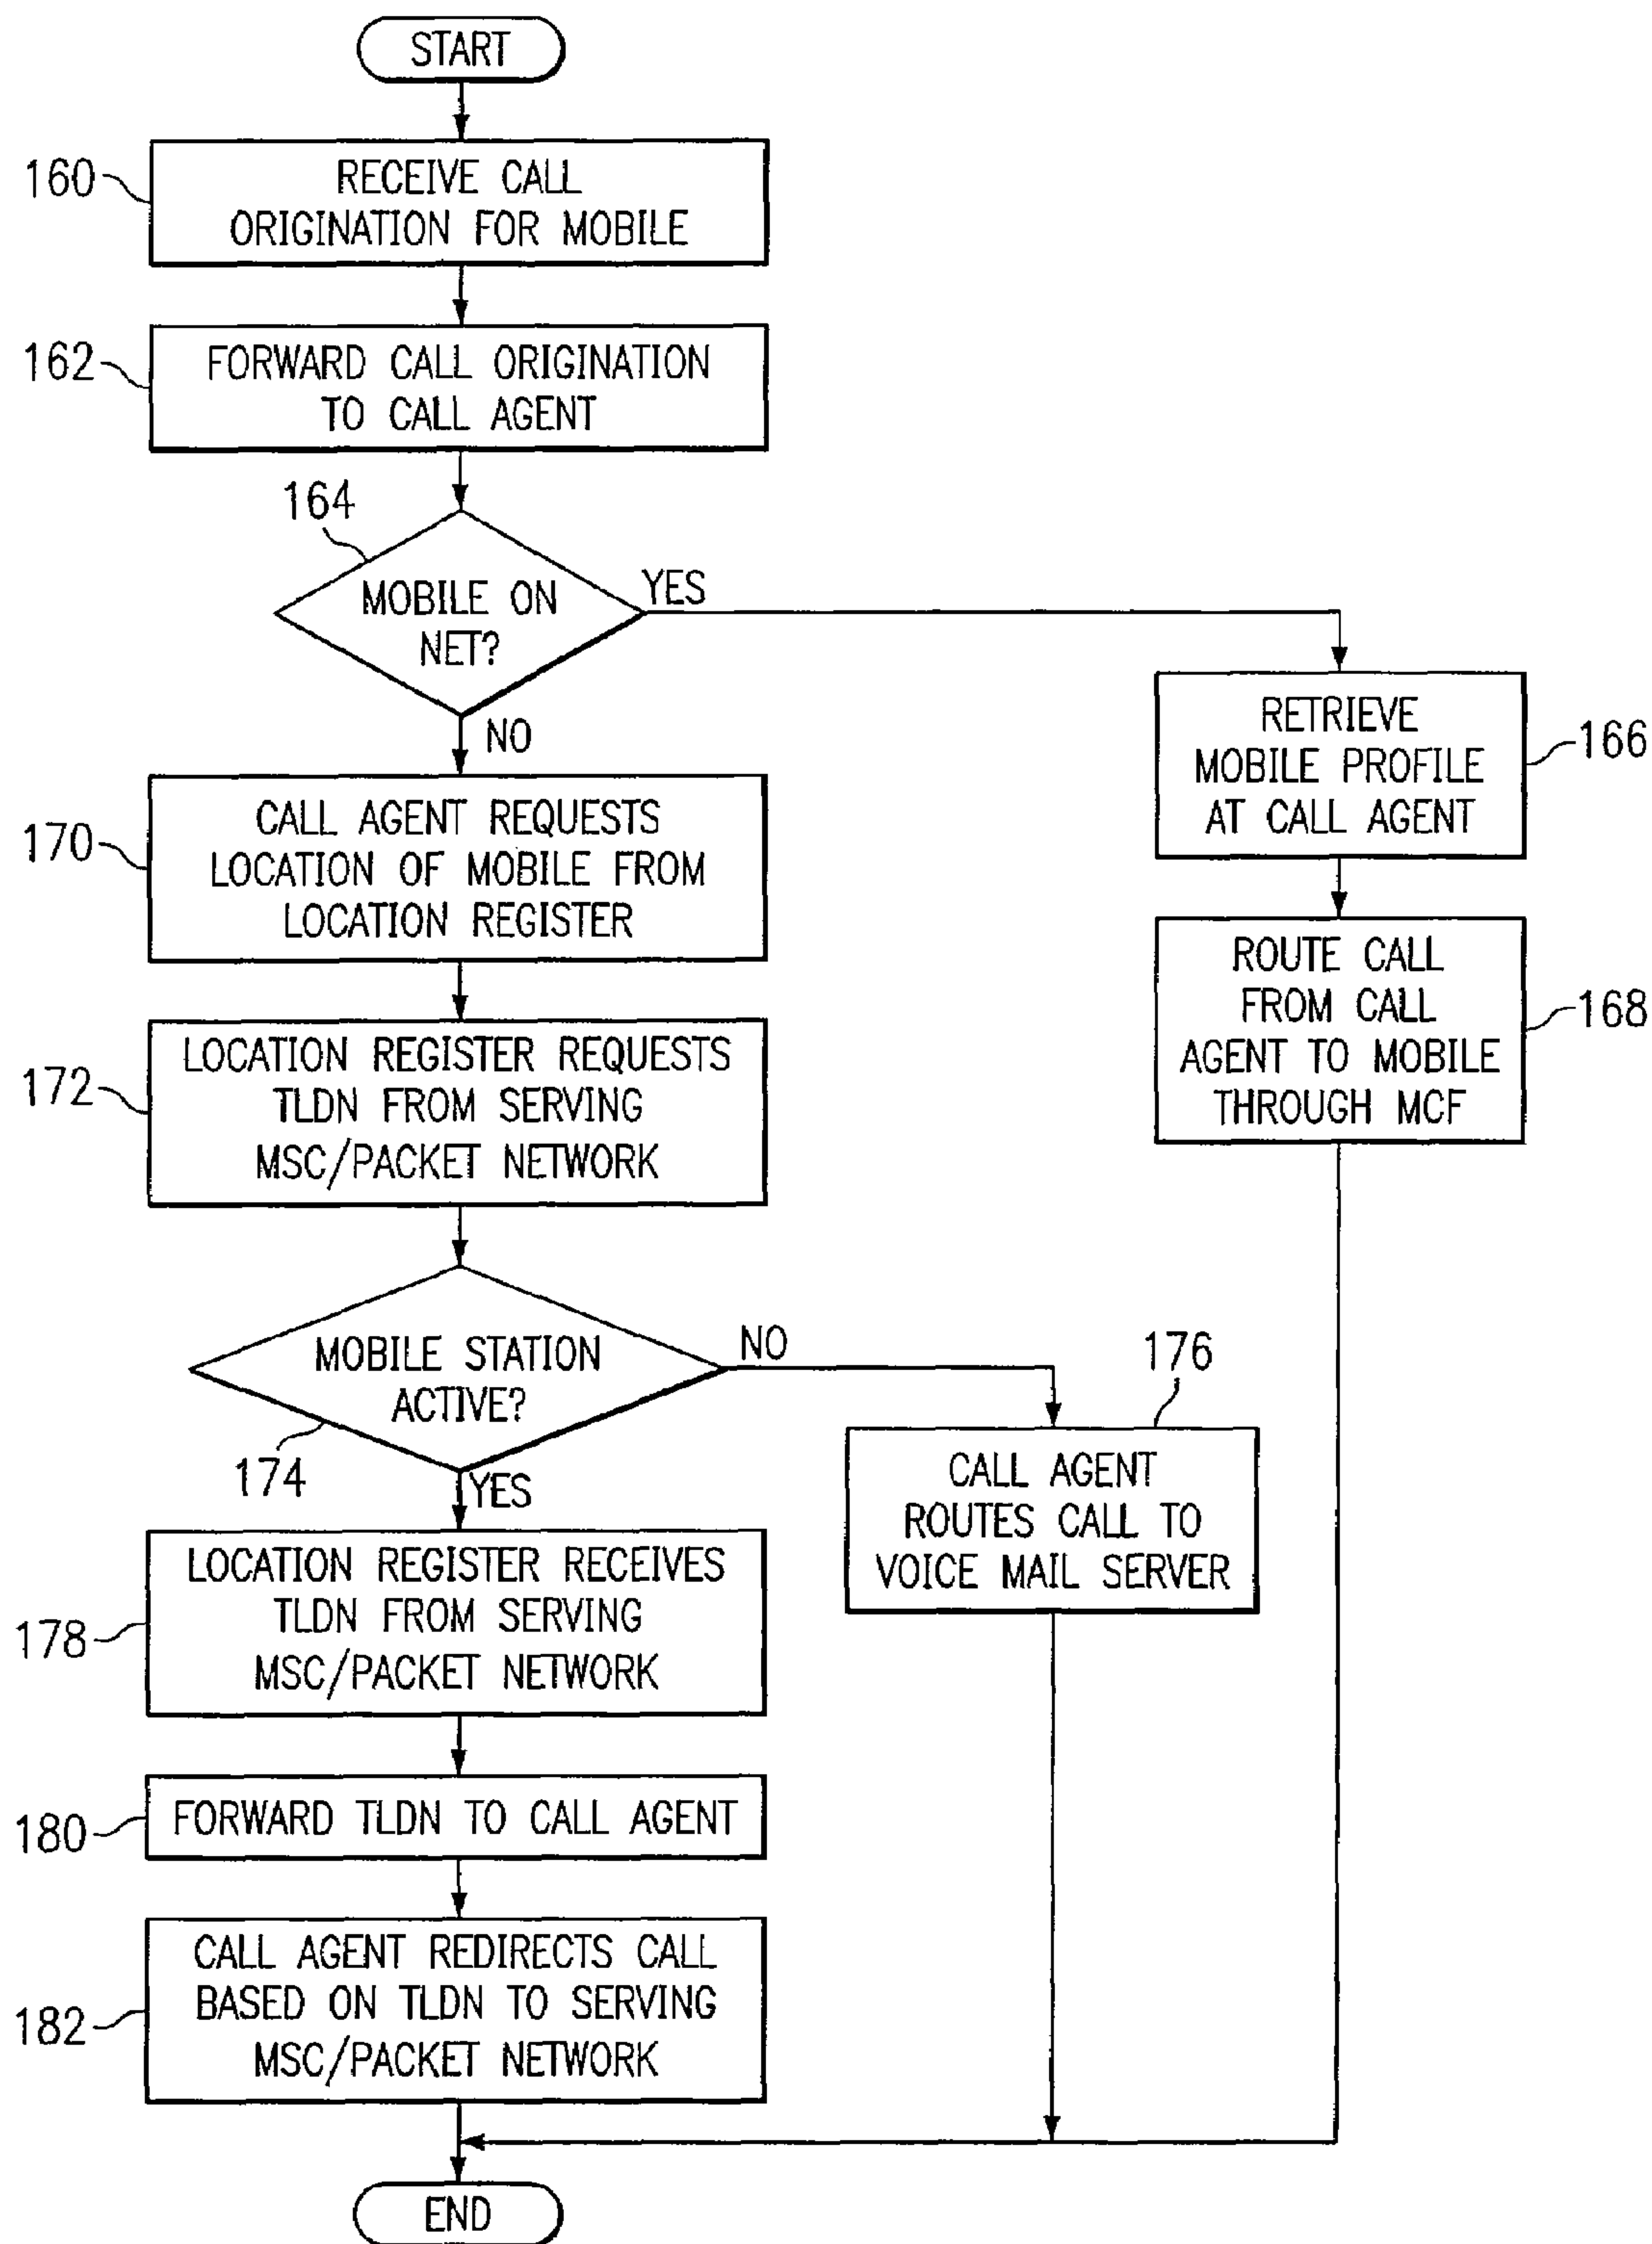 START
160
RECEIVE CALL
ORIGINATION FOR MOBILE
162
FORWARD CALL ORIGINATION
TO CALL AGENT
164
MOBILE ON
NET?
YES
NO
166
RETRIEVE
MOBILE PROFILE
AT CALL AGENT
168
ROUTE CALL
FROM CALL
AGENT TO MOBILE
THROUGH MCF
170
CALL AGENT REQUESTS
LOCATION OF MOBILE FROM
LOCATION REGISTER
172
LOCATION REGISTER REQUESTS
TLDN FROM SERVING
MSC/PACKET NETWORK
MOBILE STATION
ACTIVE?
174
NO
YES
176
CALL AGENT
ROUTES CALL TO
VOICE MAIL SERVER
178
LOCATION REGISTER RECEIVES
TLDN FROM SERVING
MSC/PACKET NETWORK
180
FORWARD TLDN TO CALL AGENT
182
CALL AGENT REDIRECTS CALL
BASED ON TLDN TO SERVING
MSC/PACKET NETWORK
END